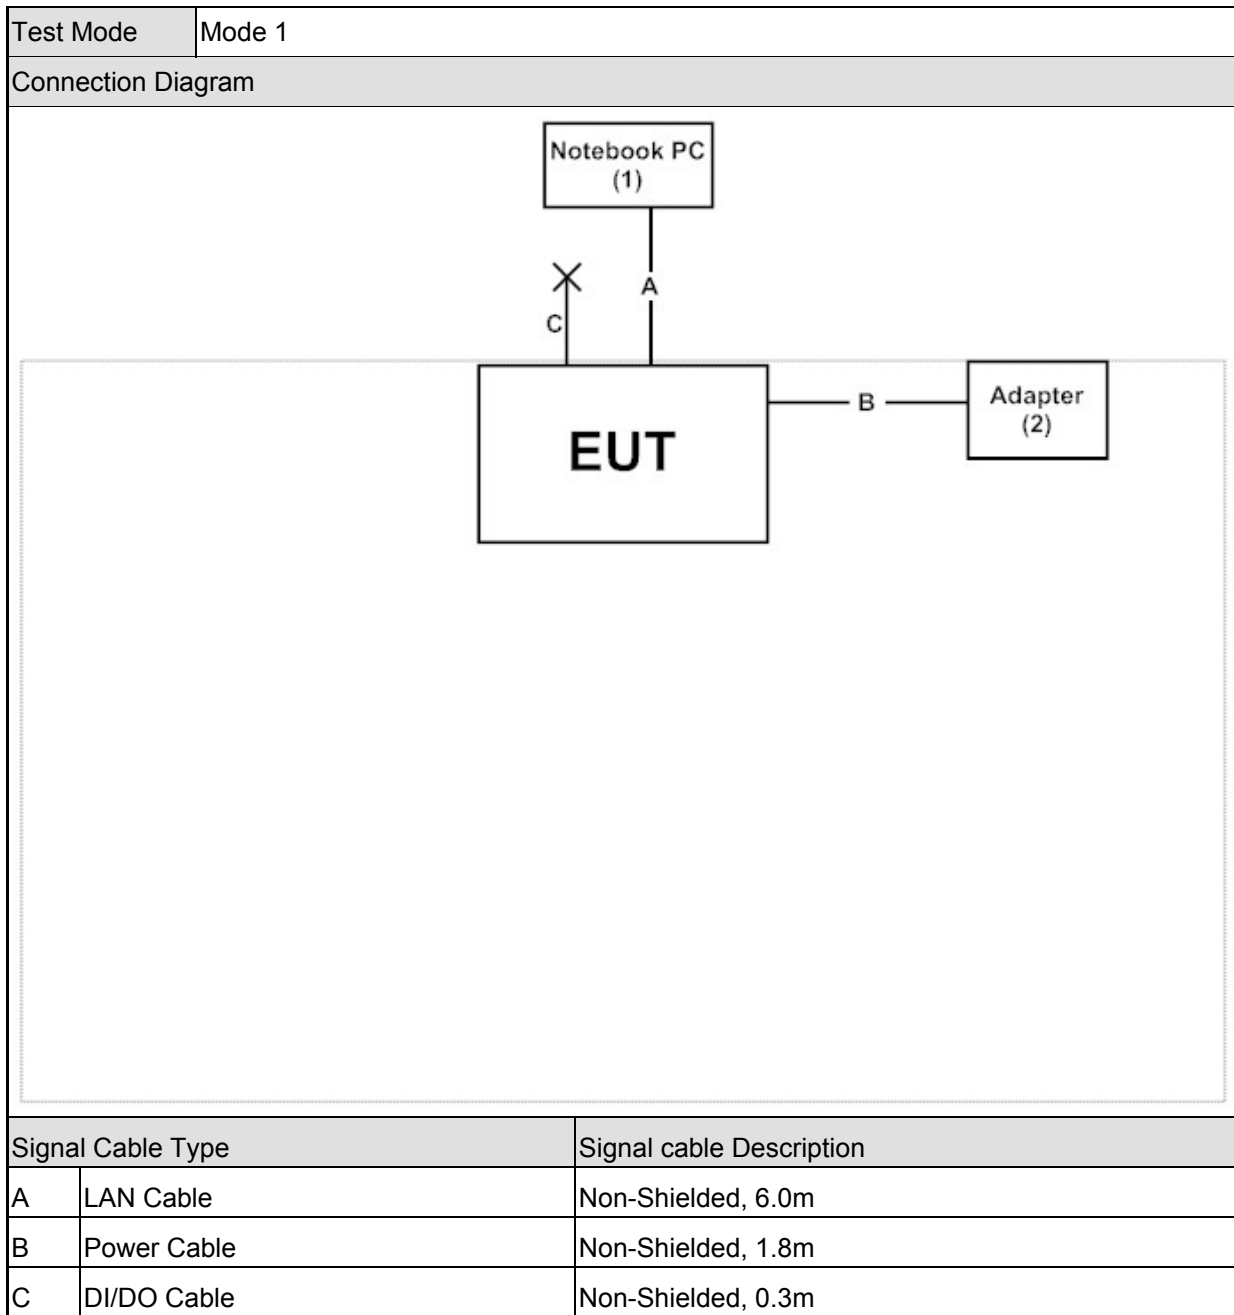 Test Mode Mode 1
Connection Diagram
Notebook PC
(1)
A
C
EUT
B
Adapter
(2)
Signal Cable Type Signal cable Description
A LAN Cable Non-Shielded, 6.0m
B Power Cable Non-Shielded, 1.8m
C DI/DO Cable Non-Shielded, 0.3m